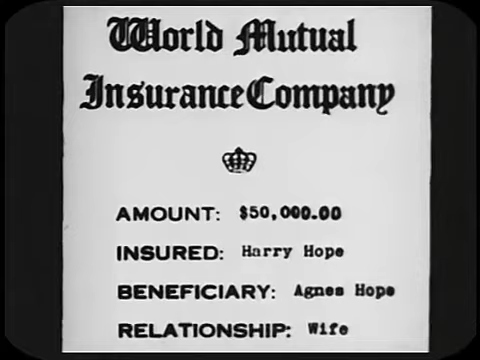 World Mutual
Insurance Company
AMOUNT: $50,000.00
INSURED: Harry Hope
BENEFICIARY: Agnes Hope
RELATIONSHIP: Wife